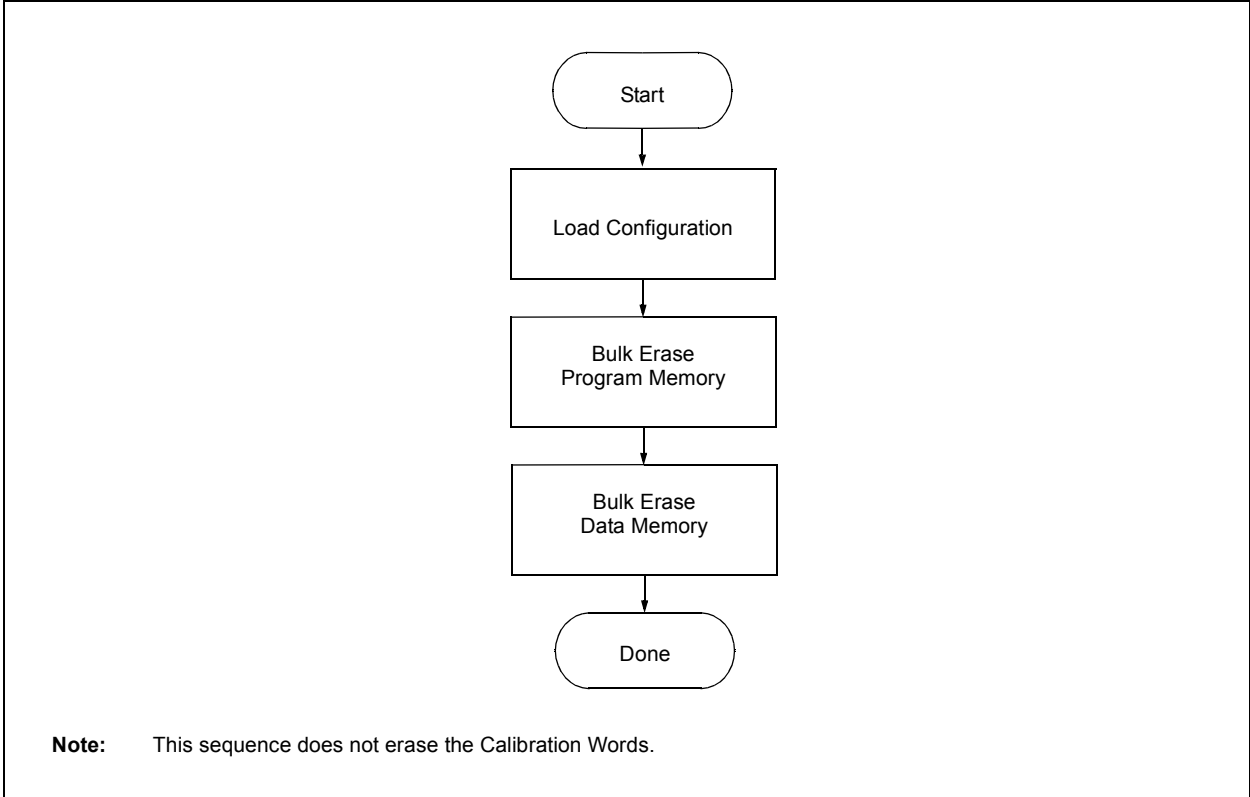 Start
Load Configuration
Bulk Erase
Program Memory
Bulk Erase
Data Memory
Done
Note: This sequence does not erase the Calibration Words.